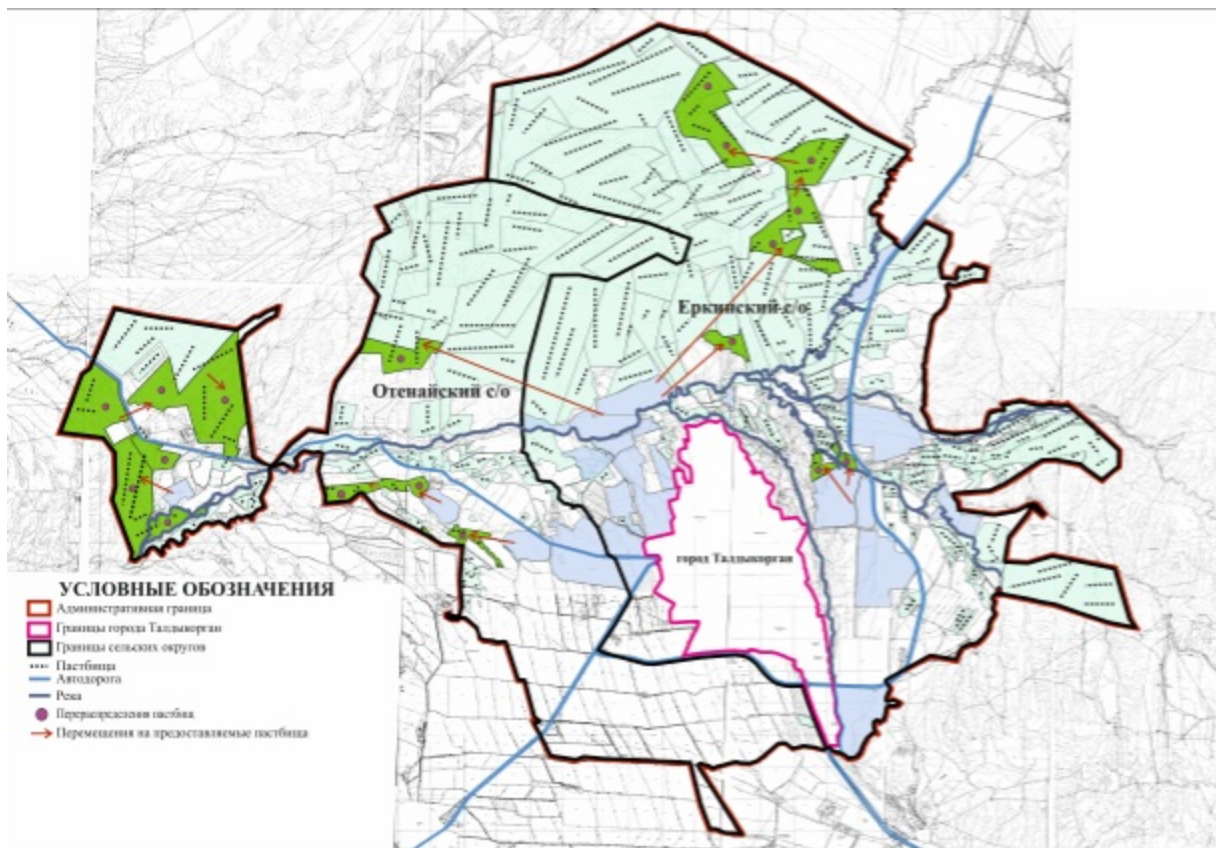 Еркинский с/о
Отенайский с/о
город Талдыкорган
УСЛОВНЫЕ ОБОЗНАЧЕНИЯ
Административная граница
Границы города Талдыкорган
Границы сельских округов
Пастбища
Автодорога
Река
Перераспределения пастбищ
Перемещения на предоставляемые пастбища